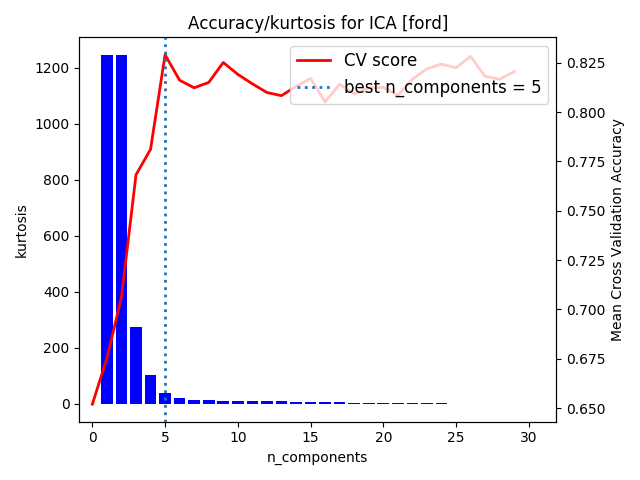 Accuracy/kurtosis for ICA [ford]
CV score
best n_components = 5
kurtosis
1200
1000
800
600
400
200
0
0.825
0.800
0.775
0.750
0.725
0.700
0.675
0.650
Mean Cross Validation Accuracy
0 5 10 15 20 25 30
n_components